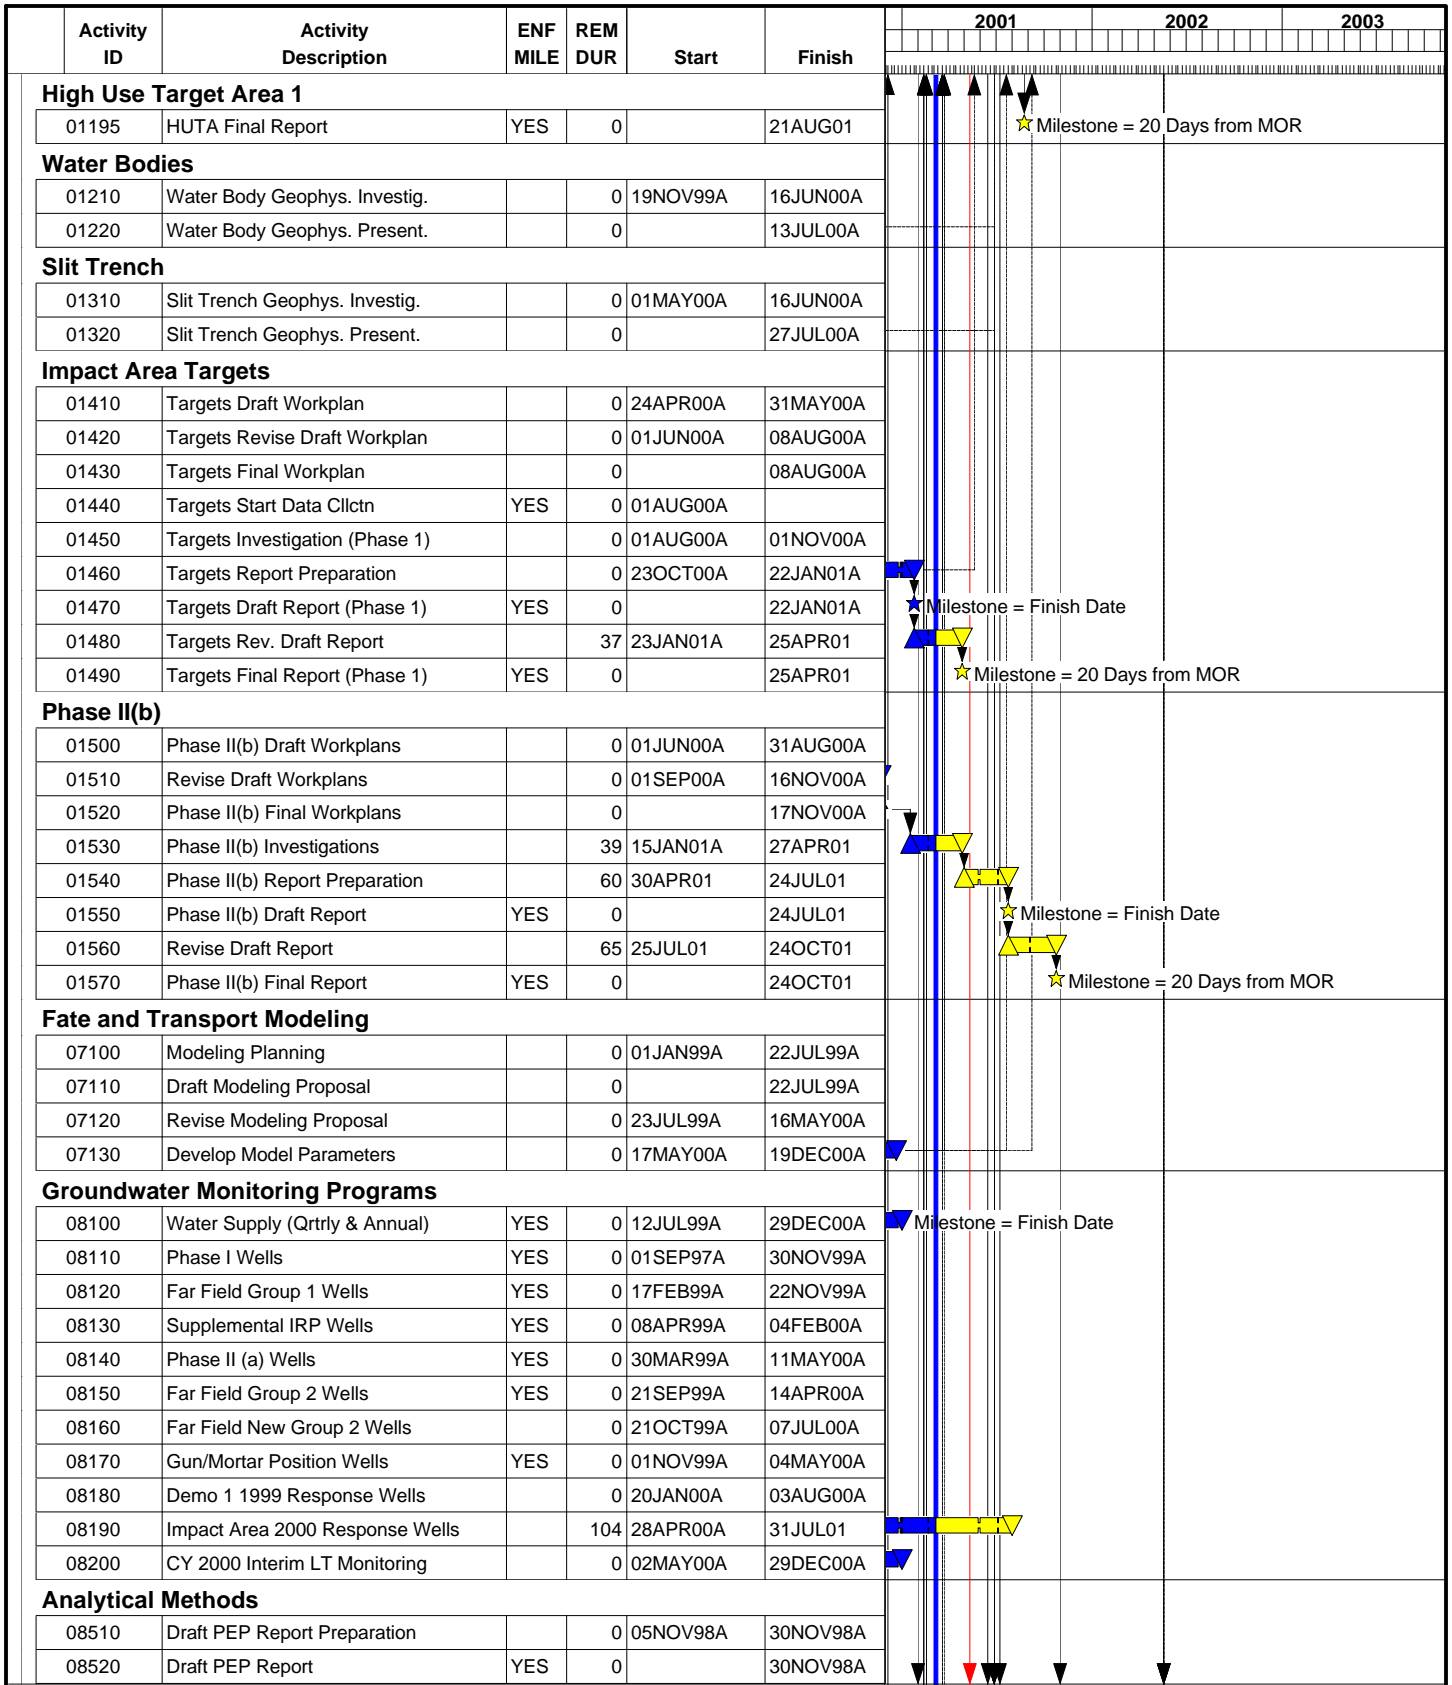 Activity ID Activity Description ENF MILE REM DUR Start Finish 2001 2002 2003
High Use Target Area 1
01195 HUTA Final Report YES 0 21AUG01 Milestone = 20 Days from MOR
Water Bodies
01210 Water Body Geophys. Investig. 0 19NOV99A 16JUN00A
01220 Water Body Geophys. Present. 0 13JUL00A
Slit Trench
01310 Slit Trench Geophys. Investig. 0 01MAY00A 16JUN00A
01320 Slit Trench Geophys. Present. 0 27JUL00A
Impact Area Targets
01410 Targets Draft Workplan 0 24APR00A 31MAY00A
01420 Targets Revise Draft Workplan 0 01JUN00A 08AUG00A
01430 Targets Final Workplan 0 08AUG00A
01440 Targets Start Data Cllctn YES 0 01AUG00A
01450 Targets Investigation (Phase 1) 0 01AUG00A 01NOV00A
01460 Targets Report Preparation 0 23OCT00A 22JAN01A
01470 Targets Draft Report (Phase 1) YES 0 22JAN01A Milestone = Finish Date
01480 Targets Rev. Draft Report 37 23JAN01A 25APR01
01490 Targets Final Report (Phase 1) YES 0 25APR01 Milestone = 20 Days from MOR
Phase II(b)
01500 Phase II(b) Draft Workplans 0 01JUN00A 31AUG00A
01510 Revise Draft Workplans 0 01SEP00A 16NOV00A
01520 Phase II(b) Final Workplans 0 17NOV00A
01530 Phase II(b) Investigations 39 15JAN01A 27APR01
01540 Phase II(b) Report Preparation 60 30APR01 24JUL01
01550 Phase II(b) Draft Report YES 0 24JUL01 Milestone = Finish Date
01560 Revise Draft Report 65 25JUL01 24OCT01
01570 Phase II(b) Final Report YES 0 24OCT01 Milestone = 20 Days from MOR
Fate and Transport Modeling
07100 Modeling Planning 0 01JAN99A 22JUL99A
07110 Draft Modeling Proposal 0 22JUL99A
07120 Revise Modeling Proposal 0 23JUL99A 16MAY00A
07130 Develop Model Parameters 0 17MAY00A 19DEC00A
Groundwater Monitoring Programs
08100 Water Supply (Qrtrly & Annual) YES 0 12JUL99A 29DEC00A Milestone = Finish Date
08110 Phase I Wells YES 0 01SEP97A 30NOV99A
08120 Far Field Group 1 Wells YES 0 17FEB99A 22NOV99A
08130 Supplemental IRP Wells YES 0 08APR99A 04FEB00A
08140 Phase II (a) Wells YES 0 30MAR99A 11MAY00A
08150 Far Field Group 2 Wells YES 0 21SEP99A 14APR00A
08160 Far Field New Group 2 Wells 0 21OCT99A 07JUL00A
08170 Gun/Mortar Position Wells YES 0 01NOV99A 04MAY00A
08180 Demo 1 1999 Response Wells 0 20JAN00A 03AUG00A
08190 Impact Area 2000 Response Wells 104 28APR00A 31JUL01
08200 CY 2000 Interim LT Monitoring 0 02MAY00A 29DEC00A
Analytical Methods
08510 Draft PEP Report Preparation 0 05NOV98A 30NOV98A
08520 Draft PEP Report YES 0 30NOV98A